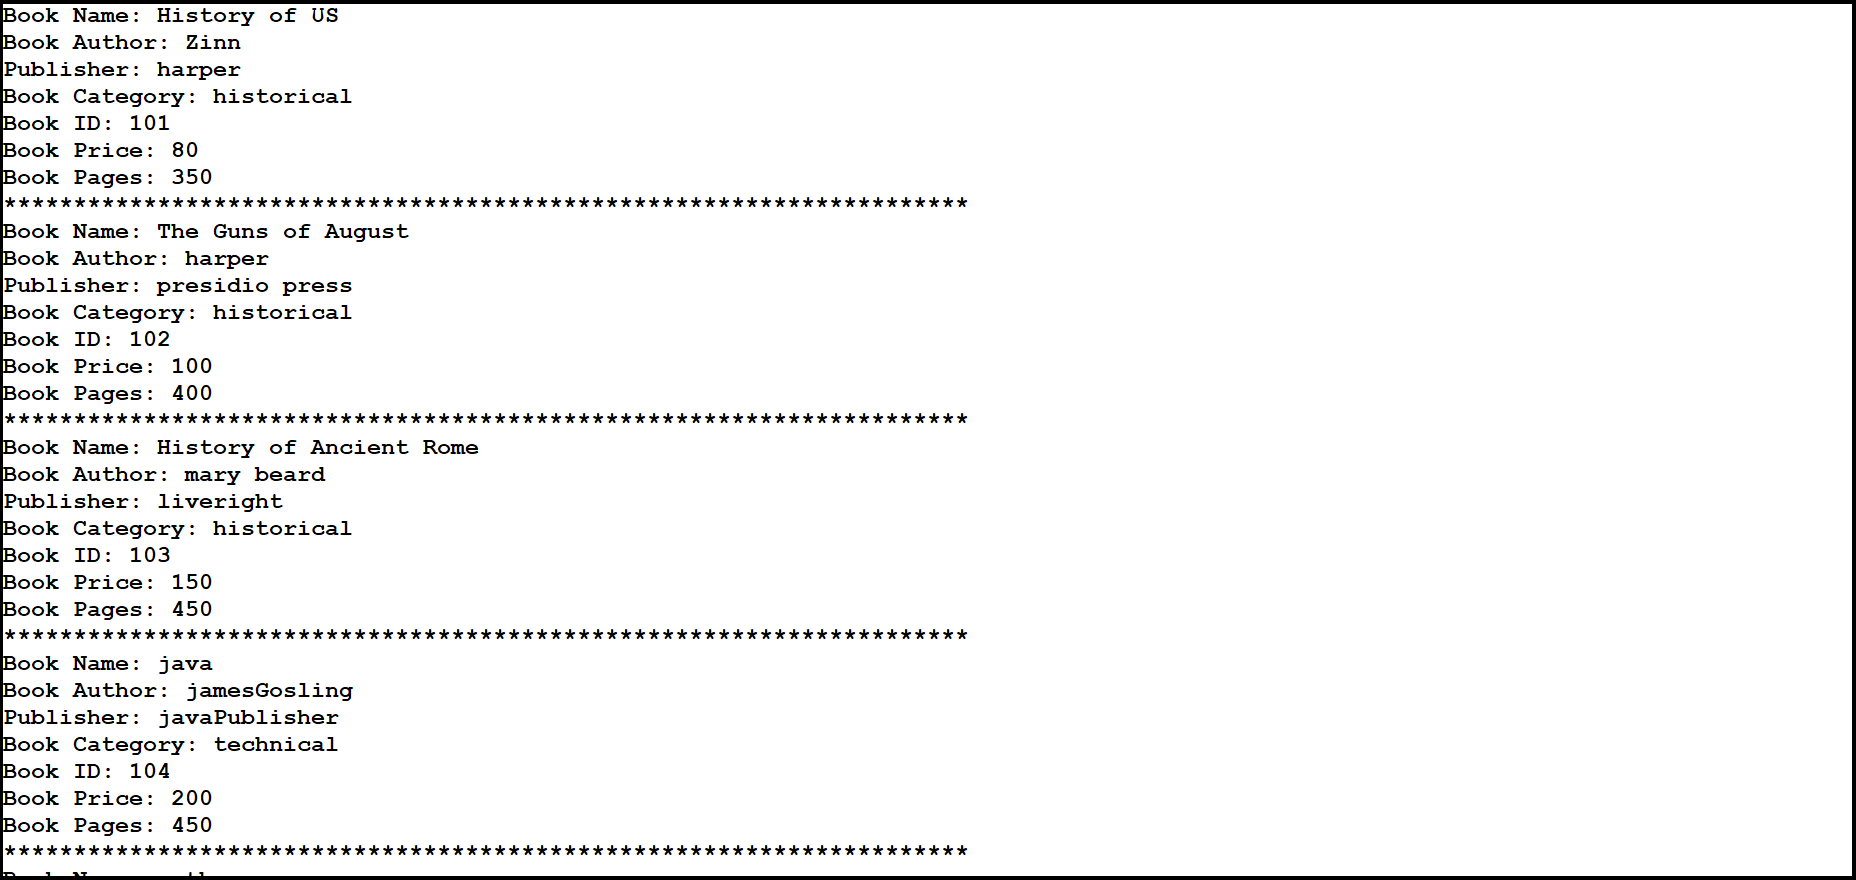 Book Name: History of US
Book Author: Zinn
Publisher: harper
Book Category: historical
Book ID: 101
Book Price: 80
Book Pages: 350
*********************************************************************
Book Name: The Guns of August
Book Author: harper
Publisher: presidio press
Book Category: historical
Book ID: 102
Book Price: 100
Book Pages: 400
*********************************************************************
Book Name: History of Ancient Rome
Book Author: mary beard
Publisher: liveright
Book Category: historical
Book ID: 103
Book Price: 150
Book Pages: 450
*********************************************************************
Book Name: java
Book Author: jamesGosling
Publisher: javaPublisher
Book Category: technical
Book ID: 104
Book Price: 200
Book Pages: 450
*********************************************************************